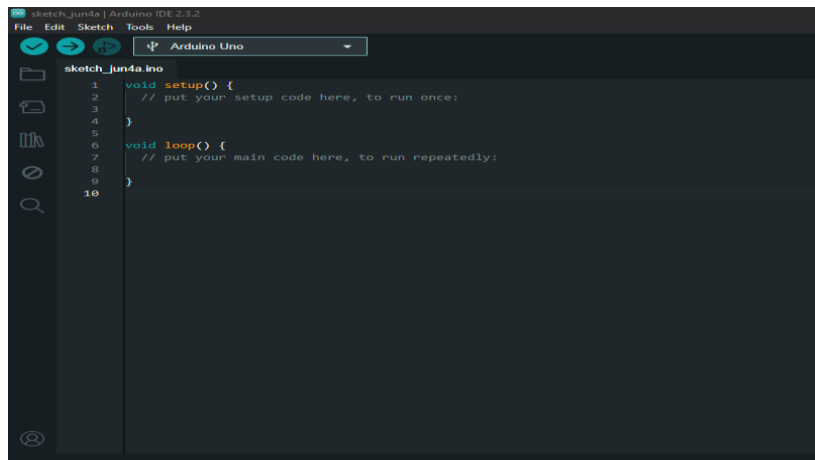 sketch_jun4a | Arduino IDE 2.3.2
File Edit Sketch Tools Help
Arduino Uno
sketch_jun4a.ino
1 void setup() {
2 // put your setup code here, to run once:
3
4 }
5
6 void loop() {
7 // put your main code here, to run repeatedly:
8
9 }
10